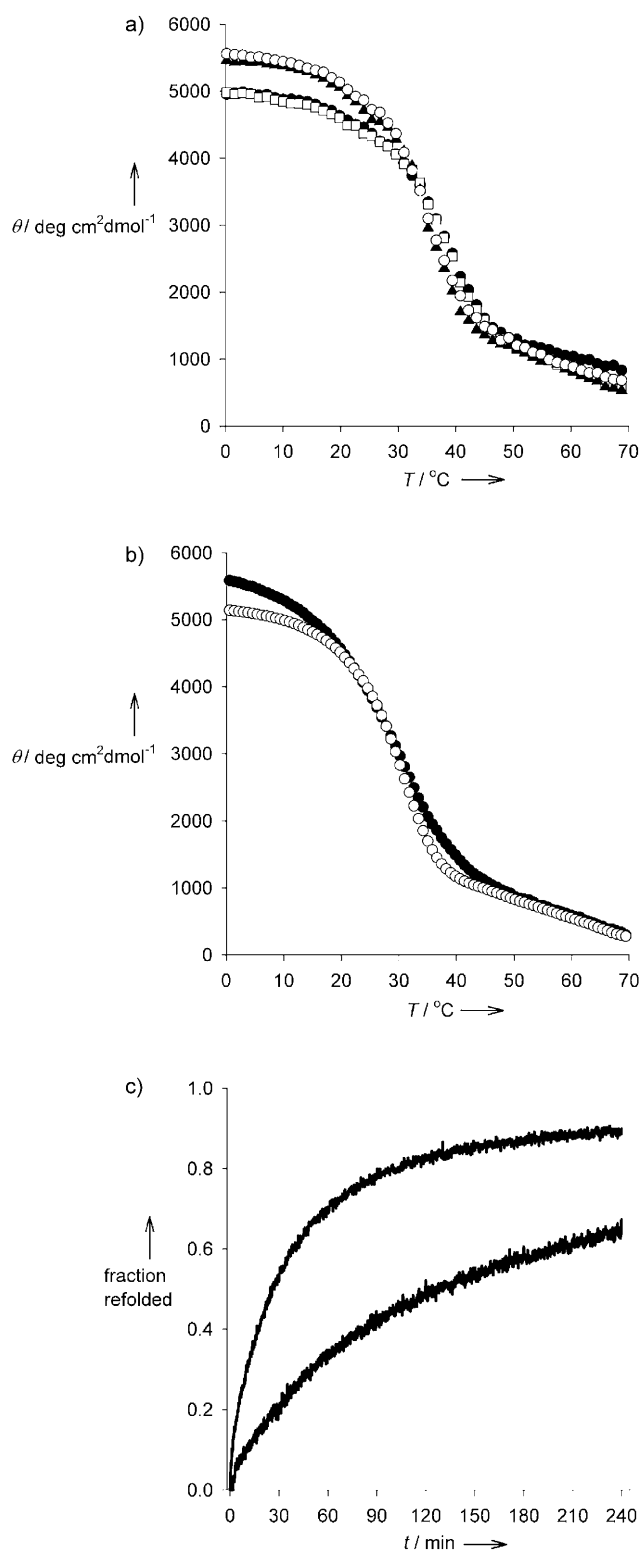 a)
6000
5000
4000
3000
2000
1000
0
θ / deg cm²dmol⁻¹
0 10 20 30 40 50 60 70
T / °C
b)
6000
5000
4000
3000
2000
1000
0
θ / deg cm²dmol⁻¹
0 10 20 30 40 50 60 70
T / °C
c)
1.0
0.8
0.6
0.4
0.2
0.0
fraction
refolded
0 30 60 90 120 150 180 210 240
t / min